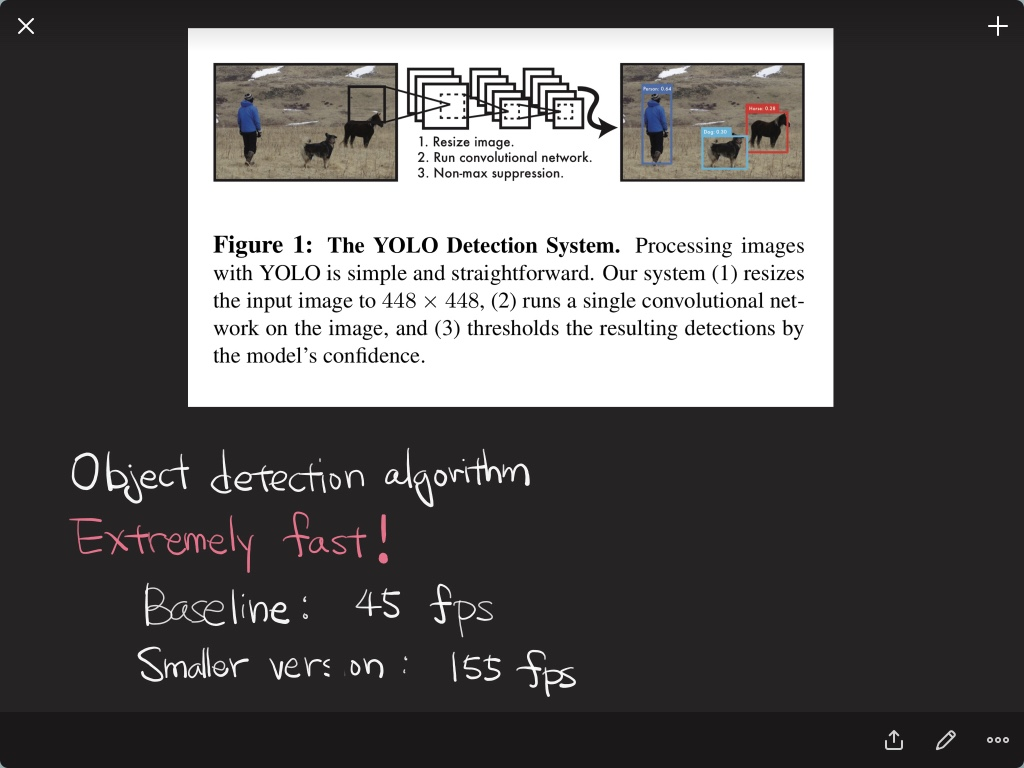 Person: 0.64
Horse: 0.28
Dog: 0.30
1. Resize image.
2. Run convolutional network.
3. Non-max suppression.
Figure 1: The YOLO Detection System. Processing images
with YOLO is simple and straightforward. Our system (1) resizes
the input image to 448 × 448, (2) runs a single convolutional net-
work on the image, and (3) thresholds the resulting detections by
the model's confidence.
Object detection algorithm
Extremely fast!
Baseline: 45 fps
Smaller version: 155 fps